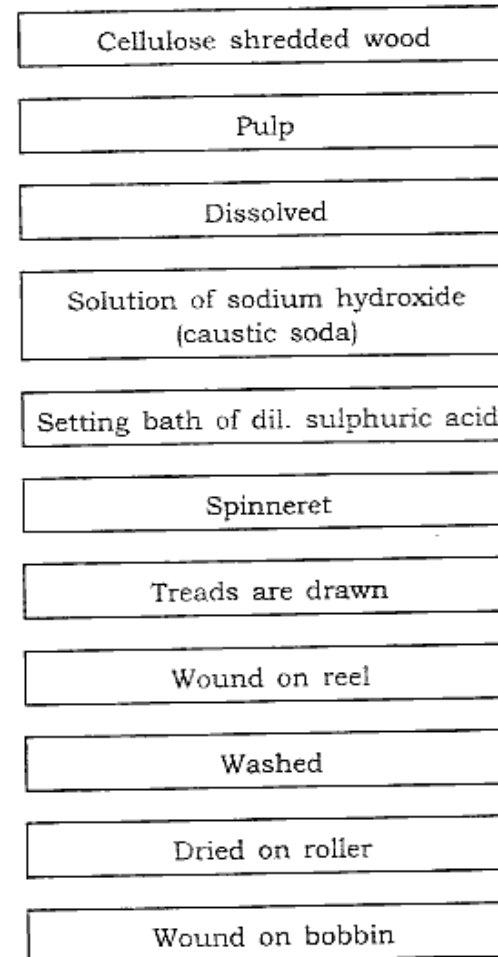 Cellulose shredded wood
Pulp
Dissolved
Solution of sodium hydroxide
(caustic soda)
Setting bath of dil. sulphuric acid
Spinneret
Treads are drawn
Wound on reel
Washed
Dried on roller
Wound on bobbin